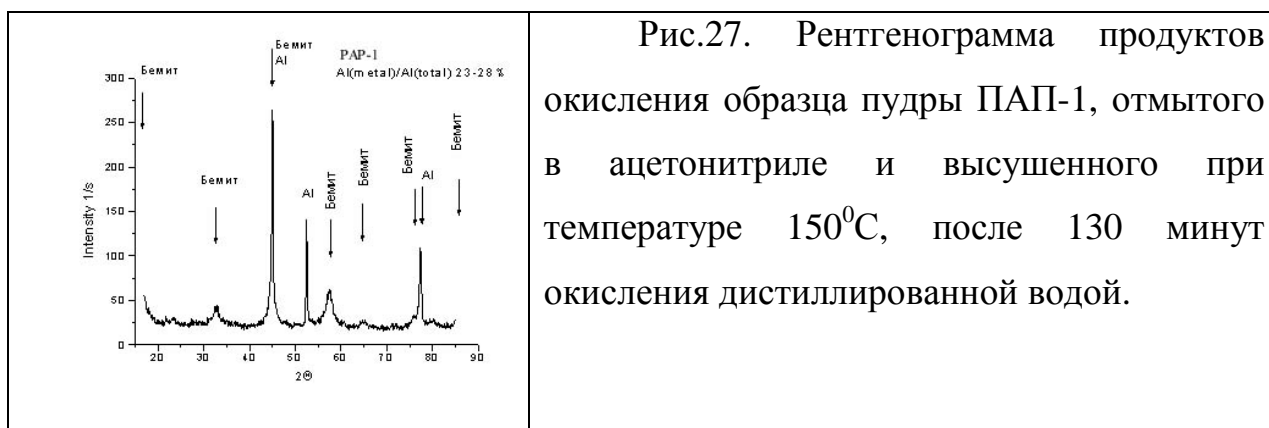 Бемит
Бемит
Al
PAP-1
Al(metal)/Al(total) 23-28 %
Бемит
Al
Бемит
Бемит
Бемит
Al
Бемит
Intensity 1/s
300
250
200
150
100
50
0
20 30 40 50 60 70 80 90
2Θ
Рис.27. Рентгенограмма продуктов
окисления образца пудры ПАП-1, отмытого
в ацетонитриле и высушенного при
температуре 150⁰С, после 130 минут
окисления дистиллированной водой.